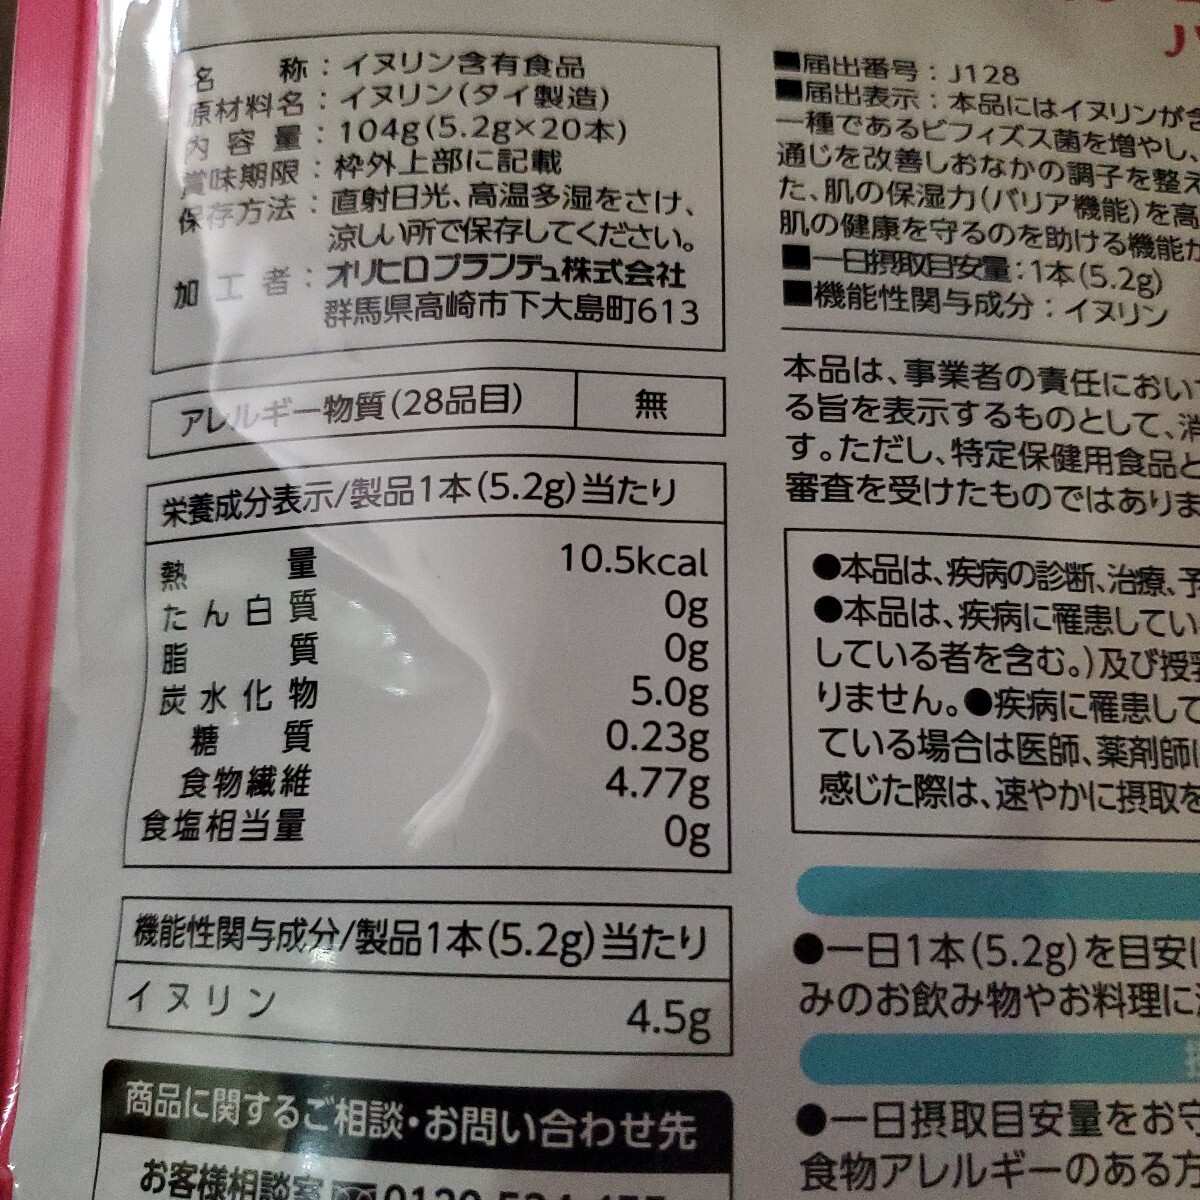 名 称：イヌリン含有食品
原材料名：イヌリン(タイ製造)
内 容 量：104g(5.2g×20本)
賞味期限：枠外上部に記載
保存方法：直射日光、高温多湿をさけ、
涼しい所で保存してください。
加 工 者：オリヒロプランデュ株式会社
群馬県高崎市下大島町613
アレルギー物質(28品目) 無
栄養成分表示/製品1本(5.2g)当たり
熱 量 10.5kcal
たん白質 0g
脂 質 0g
炭水化物 5.0g
糖 質 0.23g
食物繊維 4.77g
食塩相当量 0g
機能性関与成分/製品1本(5.2g)当たり
イヌリン 4.5g
商品に関するご相談・お問い合わせ先
お客様相談室
■届出番号：J128
■届出表示：本品にはイヌリンが
一種であるビフィズス菌を増やし、
通じを改善しおなかの調子を整え
た、肌の保湿力(バリア機能)を高
肌の健康を守るのを助ける機能が
■一日摂取目安量：1本(5.2g)
■機能性関与成分：イヌリン
本品は、事業者の責任におい
る旨を表示するものとして、消
す。ただし、特定保健用食品と
審査を受けたものではありま
●本品は、疾病の診断、治療、予
●本品は、疾病に罹患してい
している者を含む。)及び授乳
りません。●疾病に罹患して
ている場合は医師、薬剤師に
感じた際は、速やかに摂取を
●一日1本(5.2g)を目安に
みのお飲み物やお料理に
●一日摂取目安量をお守
食物アレルギーのある方